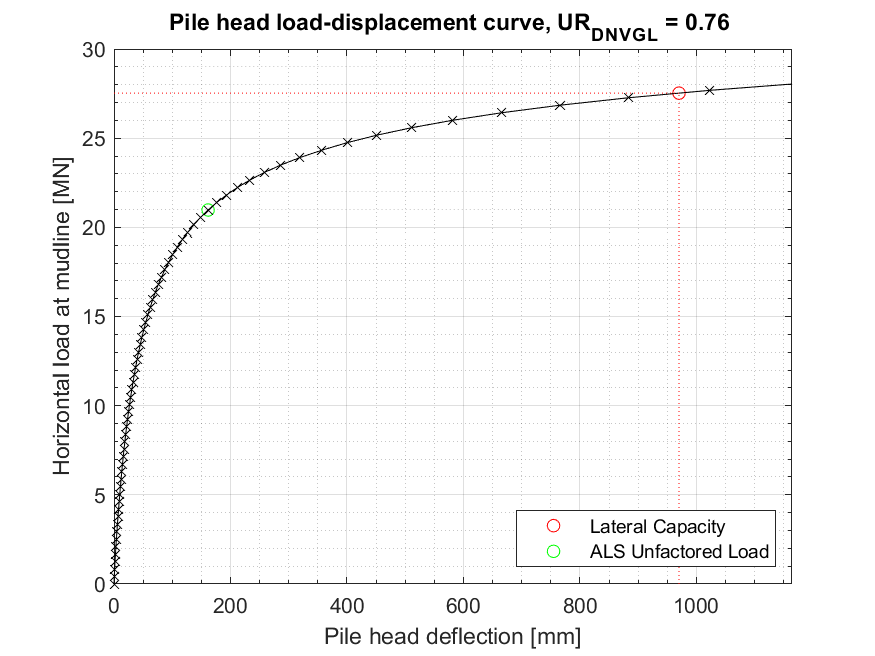 Pile head load-displacement curve, UR_DNVGL = 0.76
Horizontal load at mudline [MN]
30
25
20
15
10
5
0
0 200 400 600 800 1000
Pile head deflection [mm]
Lateral Capacity
ALS Unfactored Load